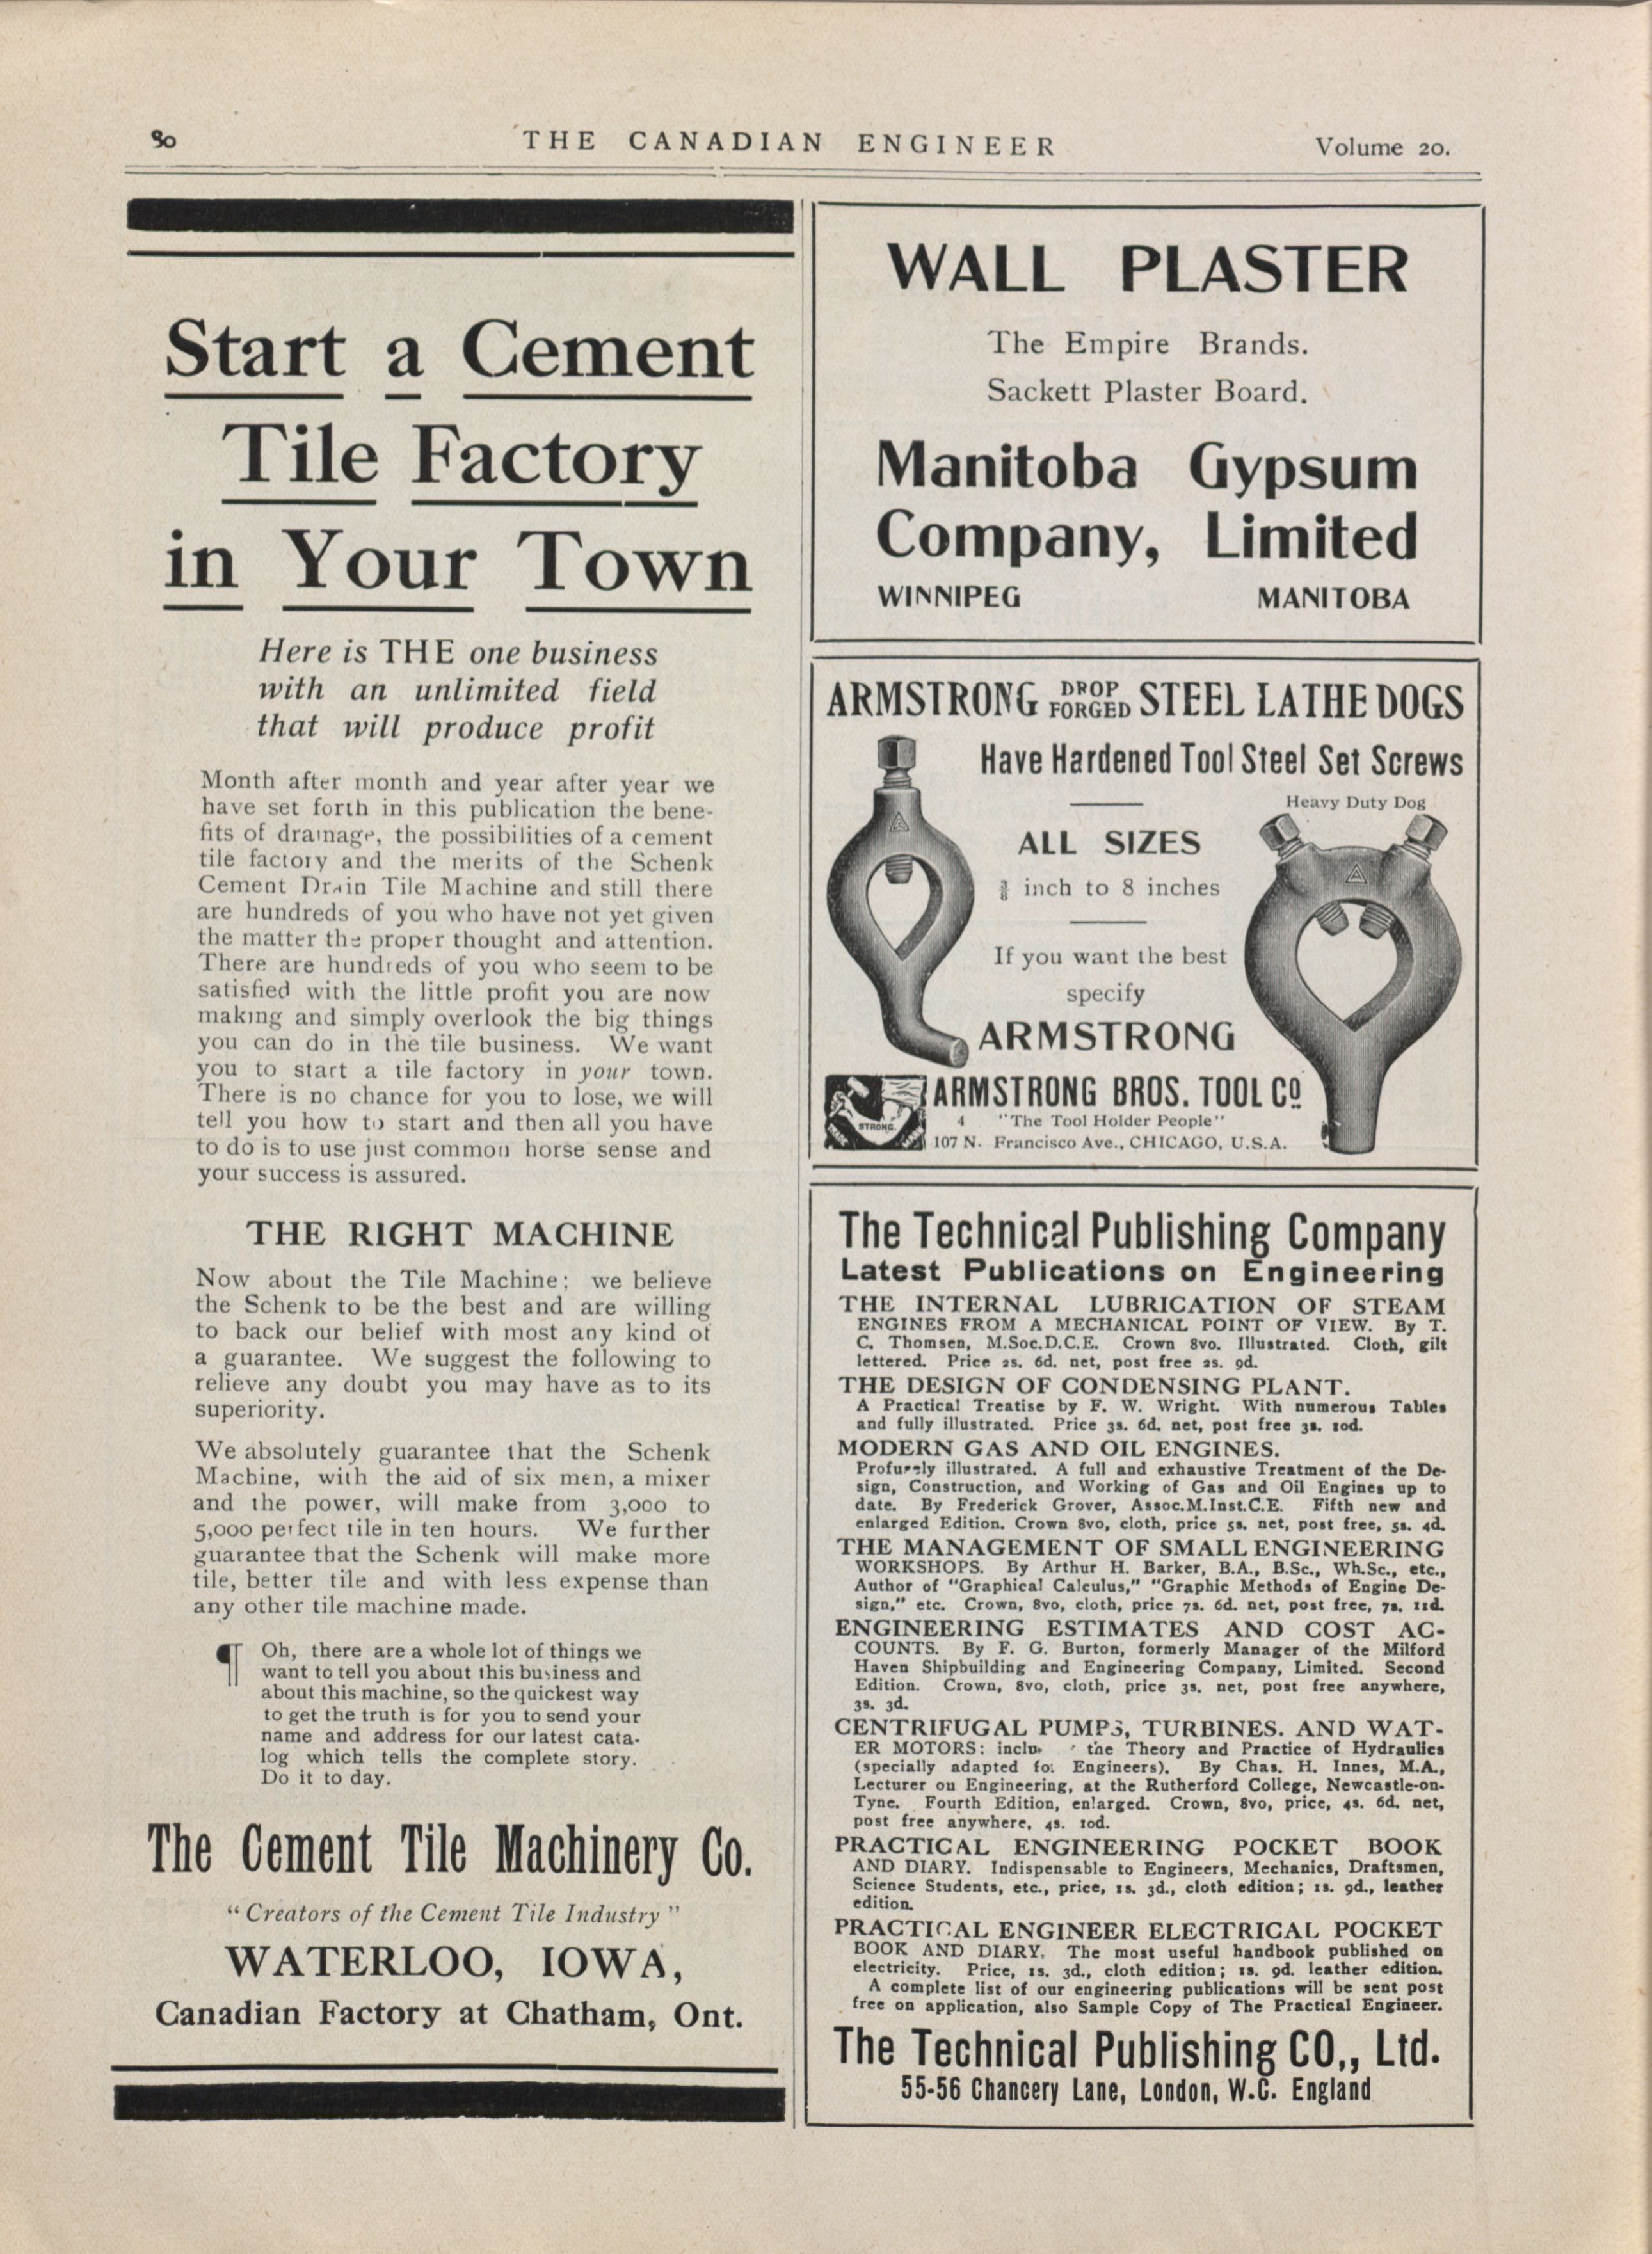 80
THE CANADIAN ENGINEER
Volume 20.
Start a Cement
Tile Factory
in Your Town
Here is THE one business
with an unlimited field
that will produce profit
Month after month and year after year we
have set forth in this publication the bene-
fits of drainage, the possibilities of a cement
tile factory and the merits of the Schenk
Cement Drain Tile Machine and still there
are hundreds of you who have not yet given
the matter the proper thought and attention.
There are hundreds of you who seem to be
satisfied with the little profit you are now
making and simply overlook the big things
you can do in the tile business. We want
you to start a tile factory in your town.
There is no chance for you to lose, we will
tell you how to start and then all you have
to do is to use just common horse sense and
your success is assured.
THE RIGHT MACHINE
Now about the Tile Machine; we believe
the Schenk to be the best and are willing
to back our belief with most any kind of
a guarantee. We suggest the following to
relieve any doubt you may have as to its
superiority.
We absolutely guarantee that the Schenk
Machine, with the aid of six men, a mixer
and the power, will make from 3,000 to
5,000 perfect tile in ten hours. We further
guarantee that the Schenk will make more
tile, better tile and with less expense than
any other tile machine made.
¶ Oh, there are a whole lot of things we
want to tell you about this business and
about this machine, so the quickest way
to get the truth is for you to send your
name and address for our latest cata-
log which tells the complete story.
Do it to day.
The Cement Tile Machinery Co.
"Creators of the Cement Tile Industry"
WATERLOO, IOWA,
Canadian Factory at Chatham, Ont.
WALL PLASTER
The Empire Brands.
Sackett Plaster Board.
Manitoba Gypsum
Company, Limited
WINNIPEG MANITOBA
ARMSTRONG DROP FORGED STEEL LATHE DOGS
Have Hardened Tool Steel Set Screws
Heavy Duty Dog
ALL SIZES
inch to 8 inches
If you want the best
specify
ARMSTRONG
STRONG.
ARMSTRONG BROS. TOOL CO
4 "The Tool Holder People"
107 N. Francisco Ave., CHICAGO, U.S.A.
The Technical Publishing Company
Latest Publications on Engineering
THE INTERNAL LUBRICATION OF STEAM
ENGINES FROM A MECHANICAL POINT OF VIEW. By T.
C. Thomsen, M.Soc.D.C.E. Crown 8vo. Illustrated. Cloth, gilt
lettered. Price 2s. 6d. net, post free 2s. 9d.
THE DESIGN OF CONDENSING PLANT.
A Practical Treatise by F. W. Wright. With numerous Tables
and fully illustrated. Price 3s. 6d. net, post free 3s. 10d.
MODERN GAS AND OIL ENGINES.
Profusely illustrated. A full and exhaustive Treatment of the De-
sign, Construction, and Working of Gas and Oil Engines up to
date. By Frederick Grover, Assoc.M.Inst.C.E. Fifth new and
enlarged Edition. Crown 8vo, cloth, price 5s. net, post free, 5s. 4d.
THE MANAGEMENT OF SMALL ENGINEERING
WORKSHOPS. By Arthur H. Barker, B.A., B.Sc., Wh.Sc., etc.,
Author of "Graphical Calculus," "Graphic Methods of Engine De-
sign," etc. Crown, 8vo, cloth, price 7s. 6d. net, post free, 7s. 11d.
ENGINEERING ESTIMATES AND COST AC-
COUNTS. By F. G. Burton, formerly Manager of the Milford
Haven Shipbuilding and Engineering Company, Limited. Second
Edition. Crown, 8vo, cloth, price 3s. net, post free anywhere,
3s. 3d.
CENTRIFUGAL PUMPS, TURBINES. AND WAT-
ER MOTORS: the Theory and Practice of Hydraulics
(specially adapted for Engineers). By Chas. H. Innes, M.A.,
Lecturer on Engineering, at the Rutherford College, Newcastle-on-
Tyne. Fourth Edition, enlarged. Crown, 8vo, price, 4s. 6d. net,
post free anywhere, 4s. 10d.
PRACTICAL ENGINEERING POCKET BOOK
AND DIARY. Indispensable to Engineers, Mechanics, Draftsmen,
Science Students, etc., price, 1s. 3d., cloth edition; 1s. 9d., leather
edition.
PRACTICAL ENGINEER ELECTRICAL POCKET
BOOK AND DIARY. The most useful handbook published on
electricity. Price, 1s. 3d., cloth edition; 1s. 9d. leather edition.
A complete list of our engineering publications will be sent post
free on application, also Sample Copy of The Practical Engineer.
The Technical Publishing CO., Ltd.
55-56 Chancery Lane, London, W.C. England